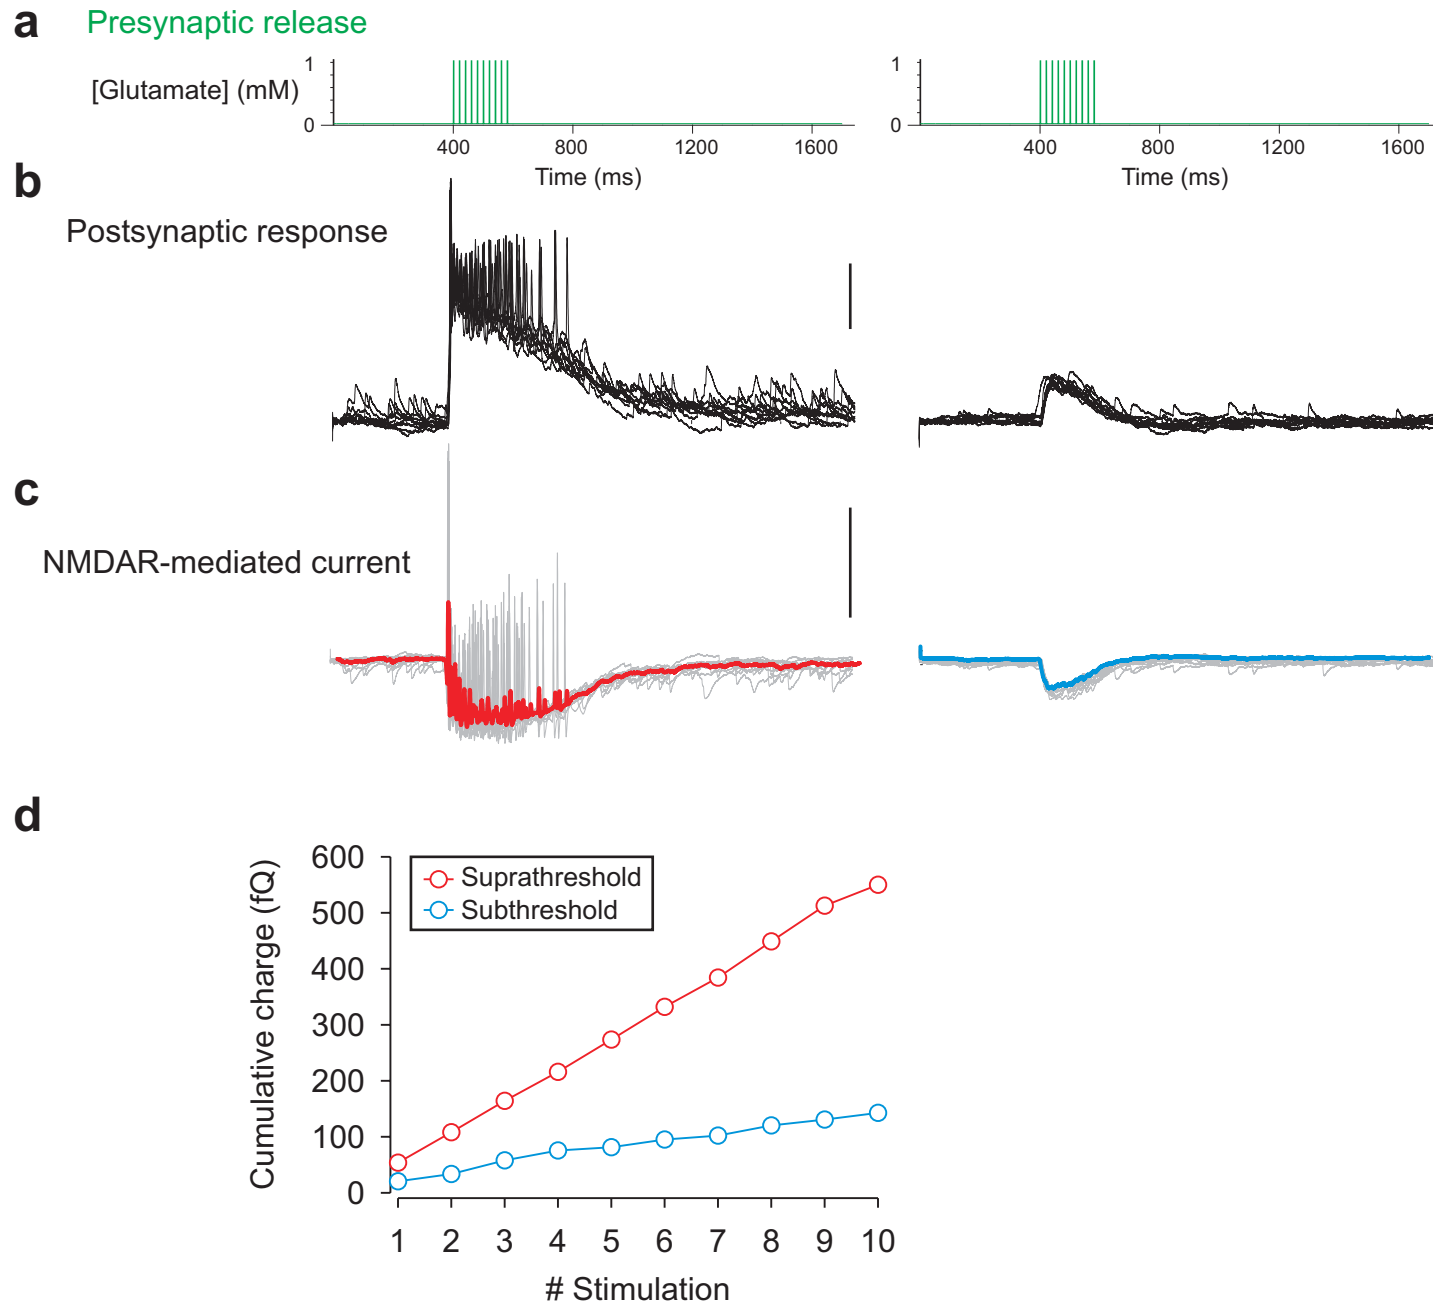 a Presynaptic release
[Glutamate] (mM)
1
0
400 800 1200 1600
Time (ms)
1
0
400 800 1200 1600
Time (ms)
b
Postsynaptic response
c
NMDAR-mediated current
d
Cumulative charge (fQ)
600
500
400
300
200
100
0
Suprathreshold
Subthreshold
1 2 3 4 5 6 7 8 9 10
# Stimulation